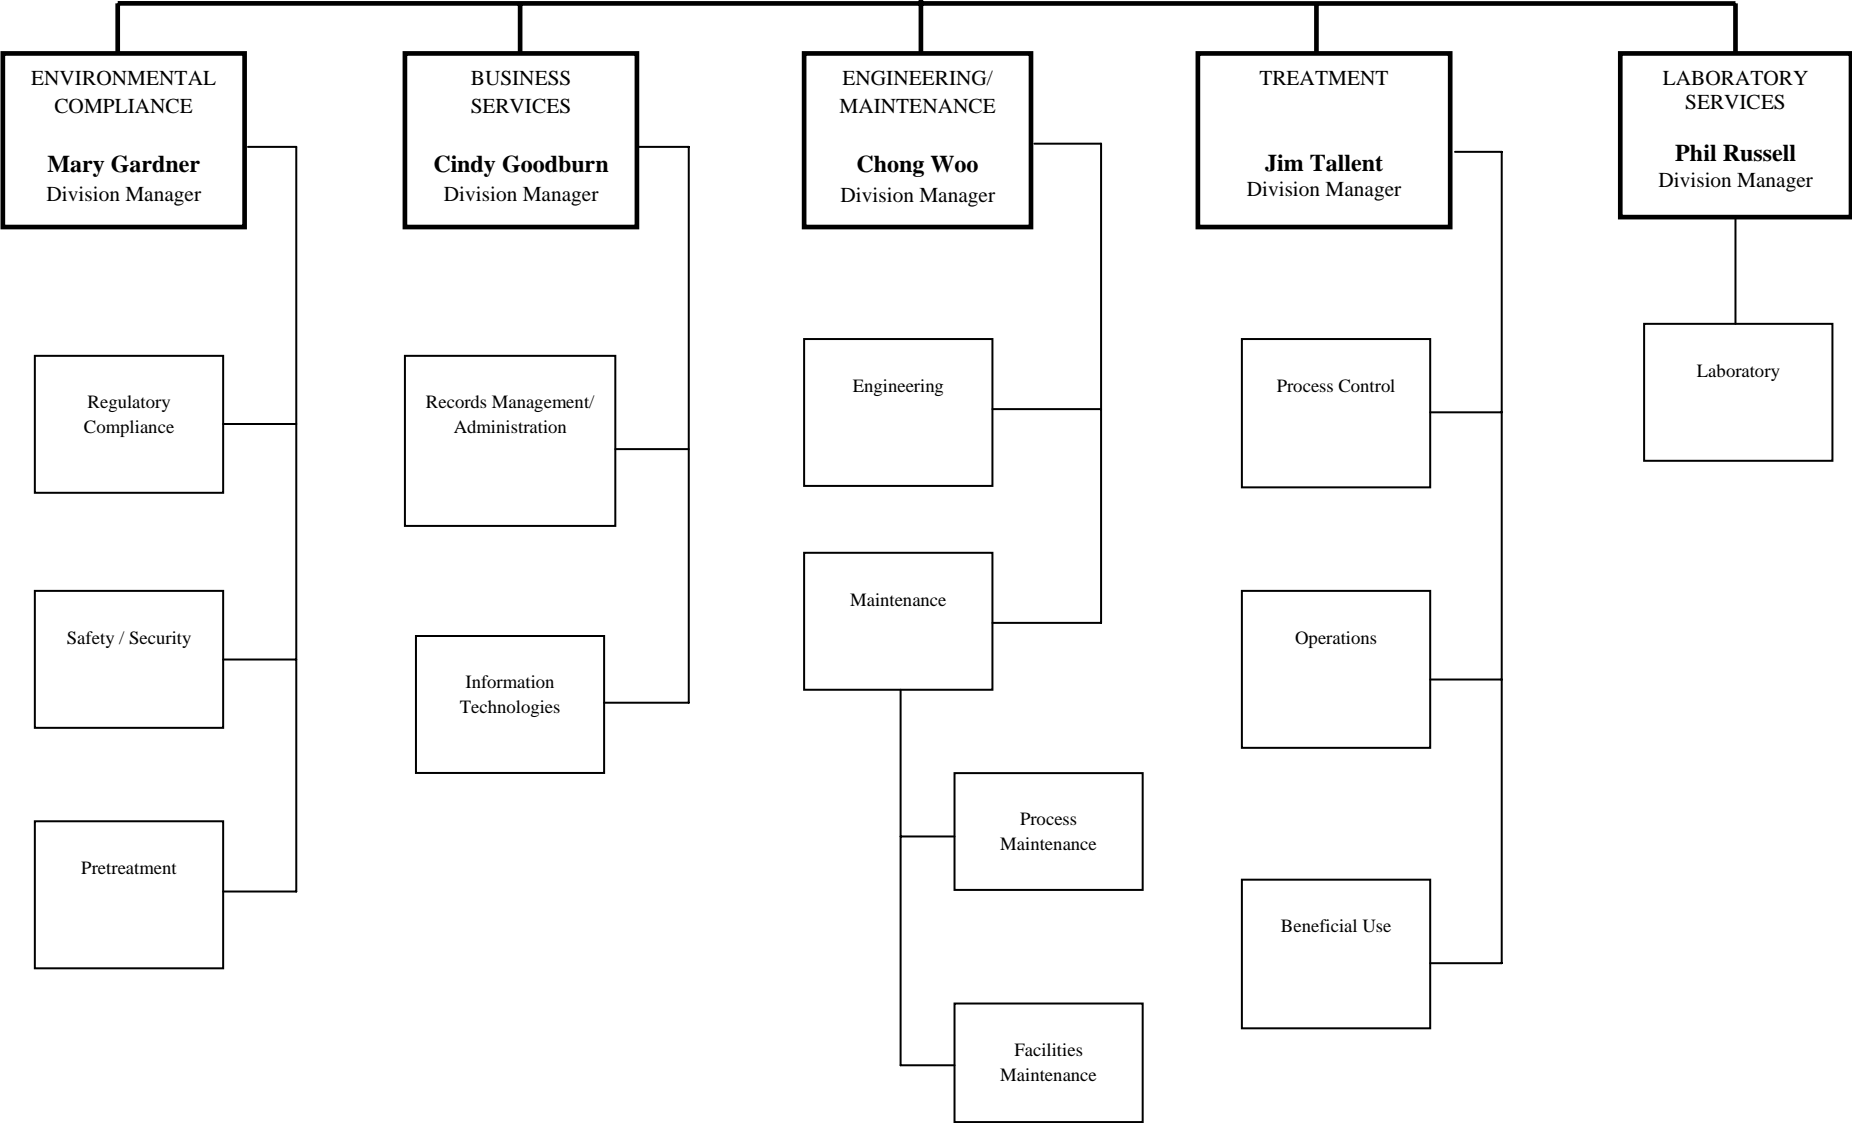 ENVIRONMENTAL
COMPLIANCE
Mary Gardner
Division Manager
BUSINESS
SERVICES
Cindy Goodburn
Division Manager
ENGINEERING/
MAINTENANCE
Chong Woo
Division Manager
TREATMENT
Jim Tallent
Division Manager
LABORATORY
SERVICES
Phil Russell
Division Manager
Regulatory
Compliance
Safety / Security
Pretreatment
Records Management/
Administration
Information
Technologies
Engineering
Maintenance
Process
Maintenance
Facilities
Maintenance
Process Control
Operations
Beneficial Use
Laboratory